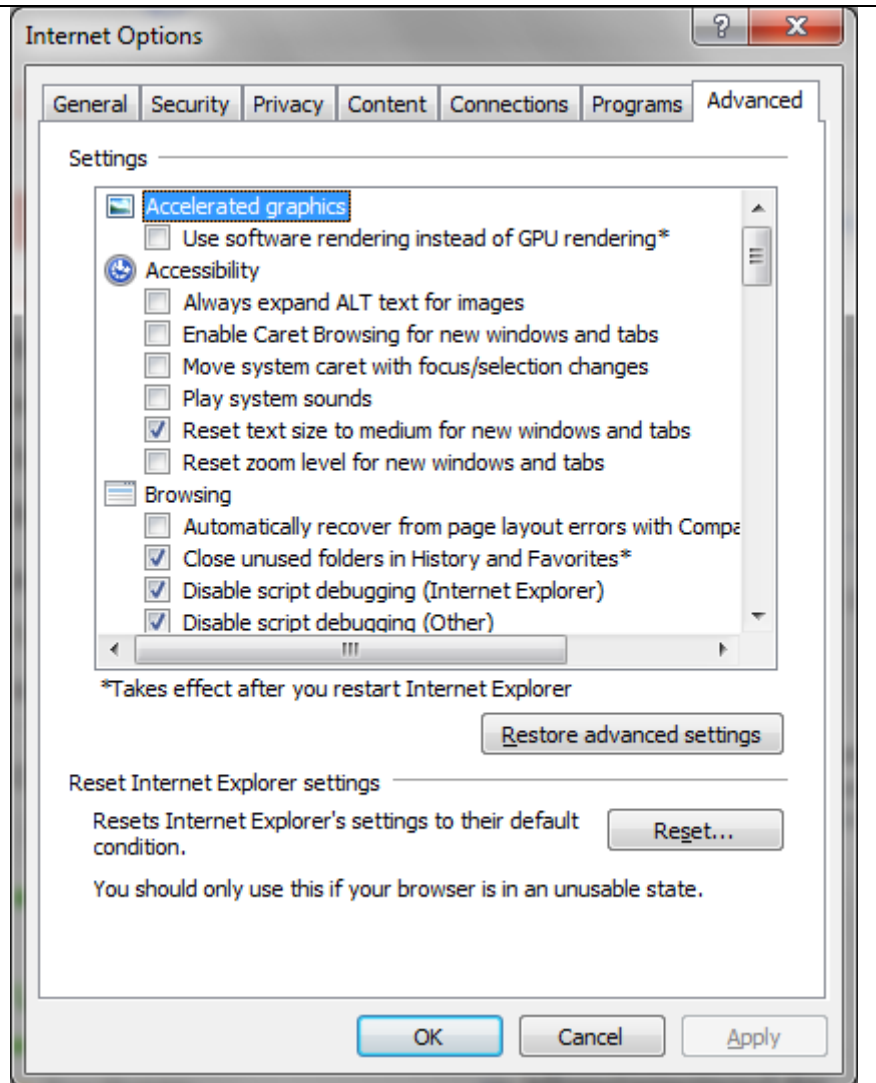 Internet Options
General Security Privacy Content Connections Programs Advanced
Settings
Accelerated graphics
Use software rendering instead of GPU rendering*
Accessibility
Always expand ALT text for images
Enable Caret Browsing for new windows and tabs
Move system caret with focus/selection changes
Play system sounds
Reset text size to medium for new windows and tabs
Reset zoom level for new windows and tabs
Browsing
Automatically recover from page layout errors with Compa
Close unused folders in History and Favorites*
Disable script debugging (Internet Explorer)
Disable script debugging (Other)
*Takes effect after you restart Internet Explorer
Restore advanced settings
Reset Internet Explorer settings
Resets Internet Explorer's settings to their default
condition.
Reset...
You should only use this if your browser is in an unusable state.
OK Cancel Apply